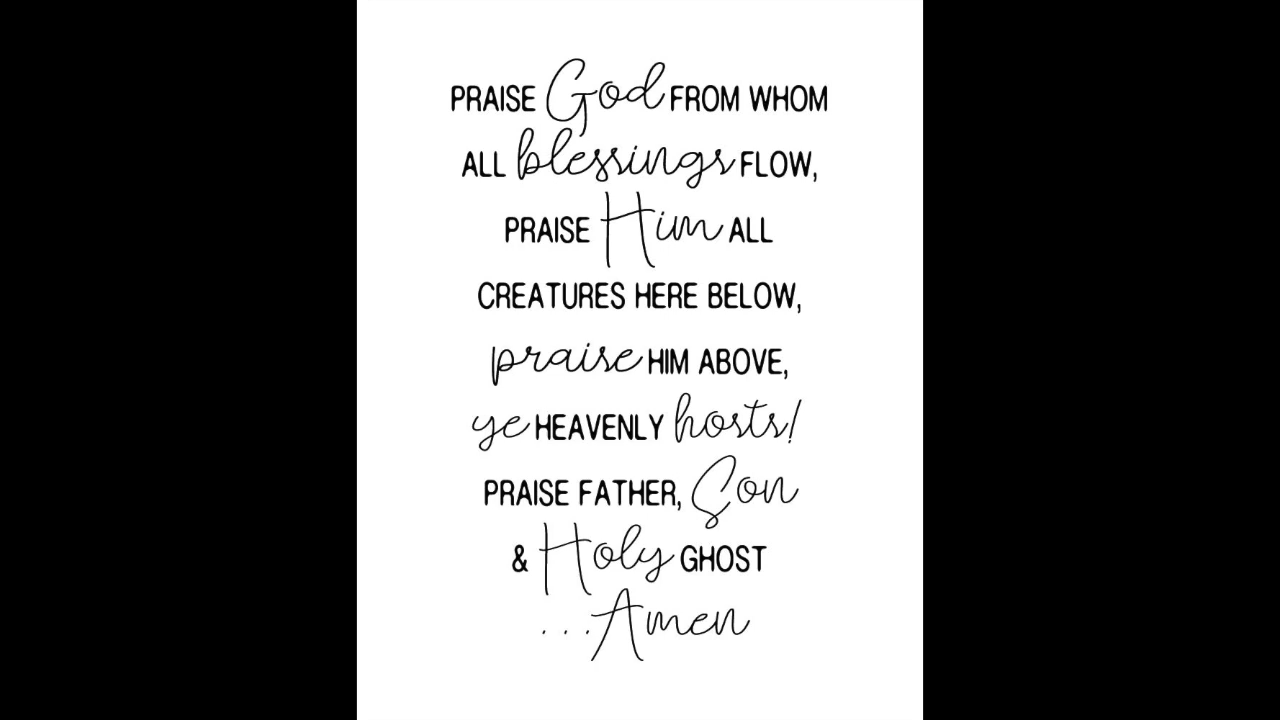 PRAISE God FROM WHOM
ALL blessings FLOW,
PRAISE Him ALL
CREATURES HERE BELOW,
praise HIM ABOVE,
ye HEAVENLY hosts!
PRAISE FATHER, Son
& Holy GHOST
...Amen